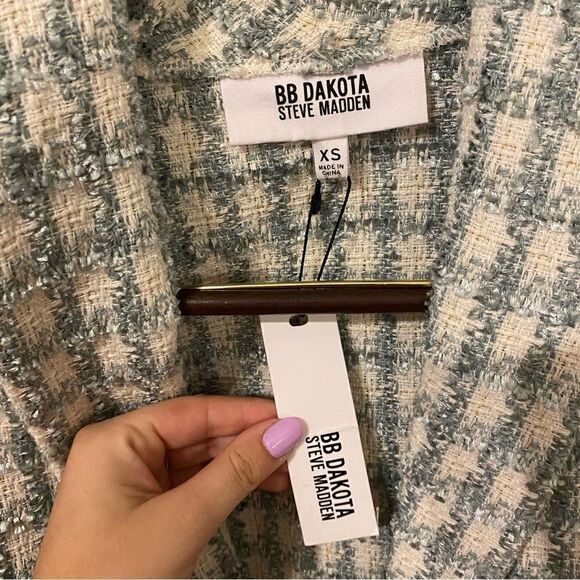 BB DAKOTA
STEVE MADDEN
XS
MADE IN
CHINA
BB DAKOTA
STEVE MADDEN